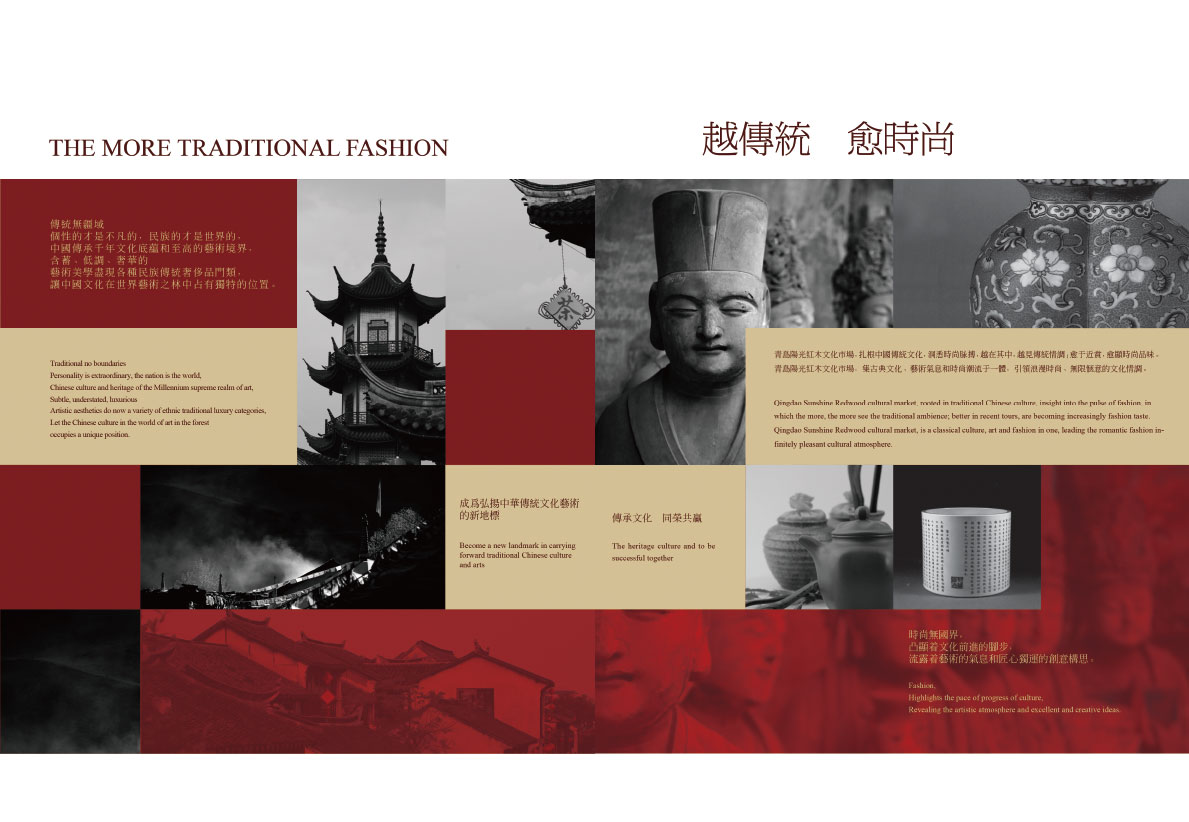 THE MORE TRADITIONAL FASHION
越傳統 愈時尚
傳統無疆域
個性的才是不凡的，民族的才是世界的，
中國傳承千年文化底蘊和至高的藝術境界，
含蓄、低調、奢華的
藝術美學盡現各種民族傳統奢侈品門類，
讓中國文化在世界藝術之林中占有獨特的位置。
Traditional no boundaries
Personality is extraordinary, the nation is the world,
Chinese culture and heritage of the Millennium supreme realm of art,
Subtle, understated, luxurious
Artistic aesthetics do now a variety of ethnic traditional luxury categories,
Let the Chinese culture in the world of art in the forest
occupies a unique position.
茶
青島陽光紅木文化市場，扎根中國傳統文化，洞悉時尚脉搏，越在其中，越見傳統情調；愈于近賞，愈顯時尚品味。
青島陽光紅木文化市場，集古典文化、藝術氣息和時尚潮流于一體，引領浪漫時尚、無限愜意的文化情調。
Qingdao Sunshine Redwood cultural market, rooted in traditional Chinese culture, insight into the pulse of fashion, in
which the more, the more see the traditional ambience; better in recent tours, are becoming increasingly fashion taste.
Qingdao Sunshine Redwood cultural market, is a classical culture, art and fashion in one, leading the romantic fashion in-
finitely pleasant cultural atmosphere.
成爲弘揚中華傳統文化藝術
的新地標
Become a new landmark in carrying
forward traditional Chinese culture
and arts
傳承文化 同榮共贏
The heritage culture and to be
successful together
時尚無國界，
凸顯着文化前進的腳步，
流露着藝術的氣息和匠心獨運的創意構思。
Fashion,
Highlights the pace of progress of culture,
Revealing the artistic atmosphere and excellent and creative ideas.